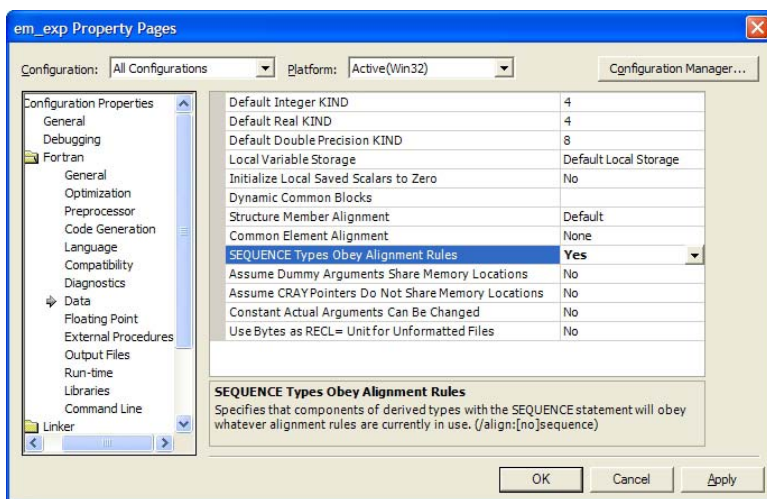 em_exp Property Pages
Configuration: All Configurations Platform: Active(Win32) Configuration Manager...
Configuration Properties
General
Debugging
Fortran
General
Optimization
Preprocessor
Code Generation
Language
Compatibility
Diagnostics
Data
Floating Point
External Procedures
Output Files
Run-time
Libraries
Command Line
Linker
Default Integer KIND 4
Default Real KIND 4
Default Double Precision KIND 8
Local Variable Storage Default Local Storage
Initialize Local Saved Scalars to Zero No
Dynamic Common Blocks
Structure Member Alignment Default
Common Element Alignment None
SEQUENCE Types Obey Alignment Rules Yes
Assume Dummy Arguments Share Memory Locations No
Assume CRAY Pointers Do Not Share Memory Locations No
Constant Actual Arguments Can Be Changed No
Use Bytes as RECL= Unit for Unformatted Files No
SEQUENCE Types Obey Alignment Rules
Specifies that components of derived types with the SEQUENCE statement will obey
whatever alignment rules are currently in use. (/align:[no]sequence)
OK Cancel Apply